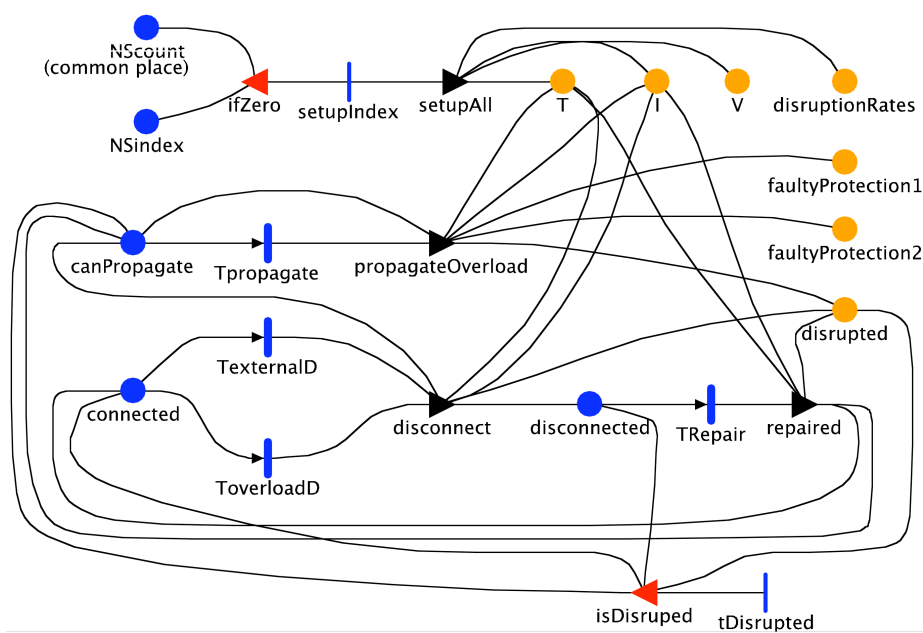 NScount
(common place)
ifZero
setupIndex
setupAll
T
I
V
disruptionRates
NSindex
faultyProtection1
canPropagate
Tpropagate
propagateOverload
faultyProtection2
disrupted
TexternalD
connected
disconnect
disconnected
TRepair
repaired
ToverloadD
isDisruped
tDisrupted